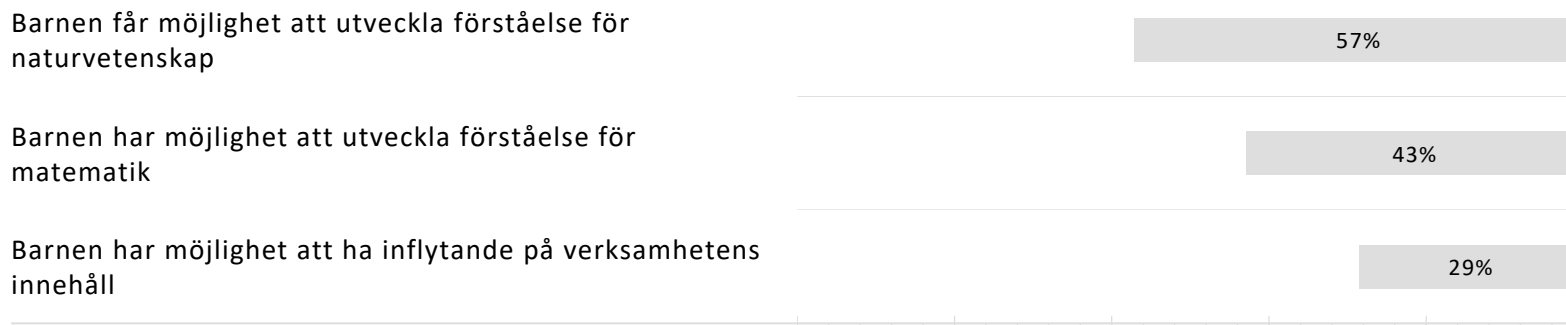 Barnen får möjlighet att utveckla förståelse för
naturvetenskap
57%
Barnen har möjlighet att utveckla förståelse för
matematik
43%
Barnen har möjlighet att ha inflytande på verksamhetens
innehåll
29%